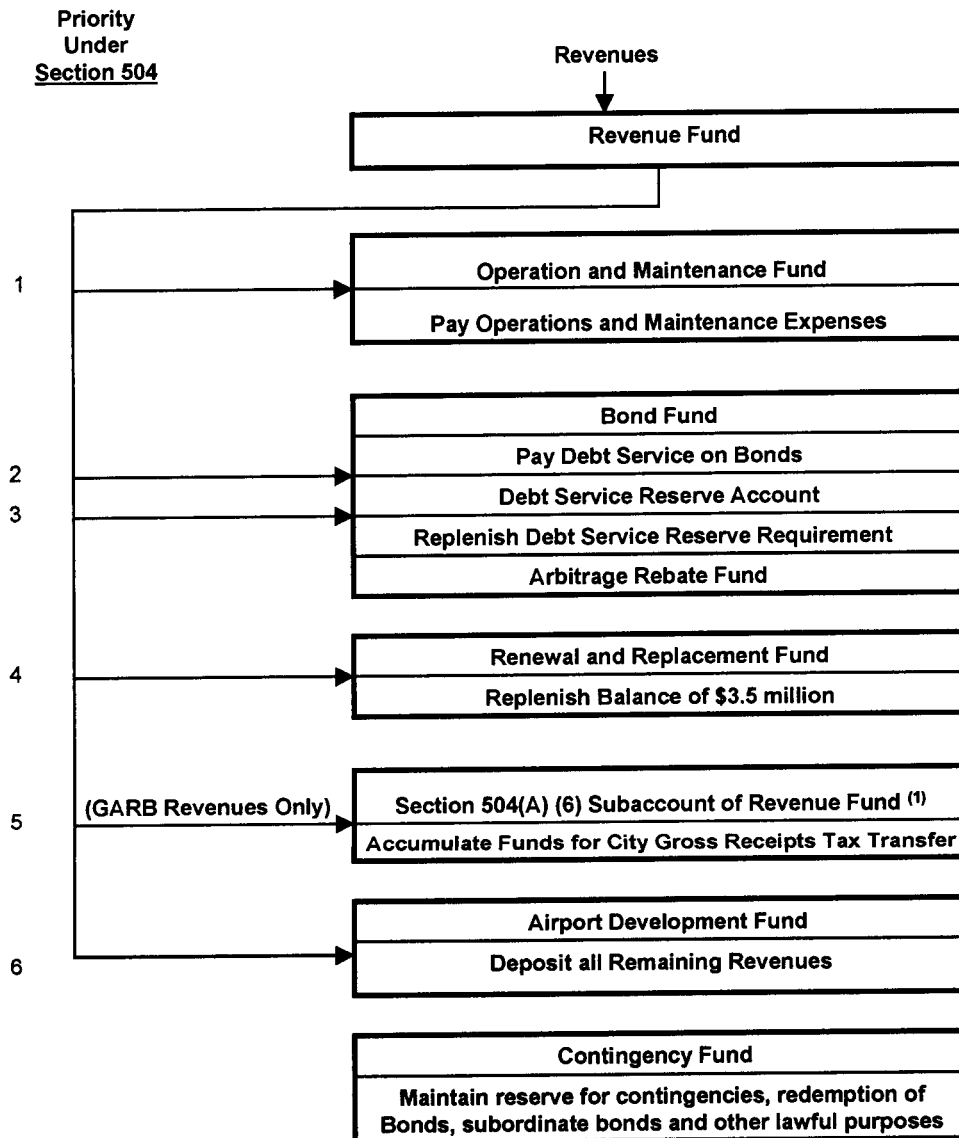 Priority
Under
Section 504
Revenues
Revenue Fund
1
Operation and Maintenance Fund
Pay Operations and Maintenance Expenses
Bond Fund
2
Pay Debt Service on Bonds
Debt Service Reserve Account
3
Replenish Debt Service Reserve Requirement
Arbitrage Rebate Fund
4
Renewal and Replacement Fund
Replenish Balance of $3.5 million
5
(GARB Revenues Only)
Section 504(A) (6) Subaccount of Revenue Fund (1)
Accumulate Funds for City Gross Receipts Tax Transfer
6
Airport Development Fund
Deposit all Remaining Revenues
Contingency Fund
Maintain reserve for contingencies, redemption of
Bonds, subordinate bonds and other lawful purposes